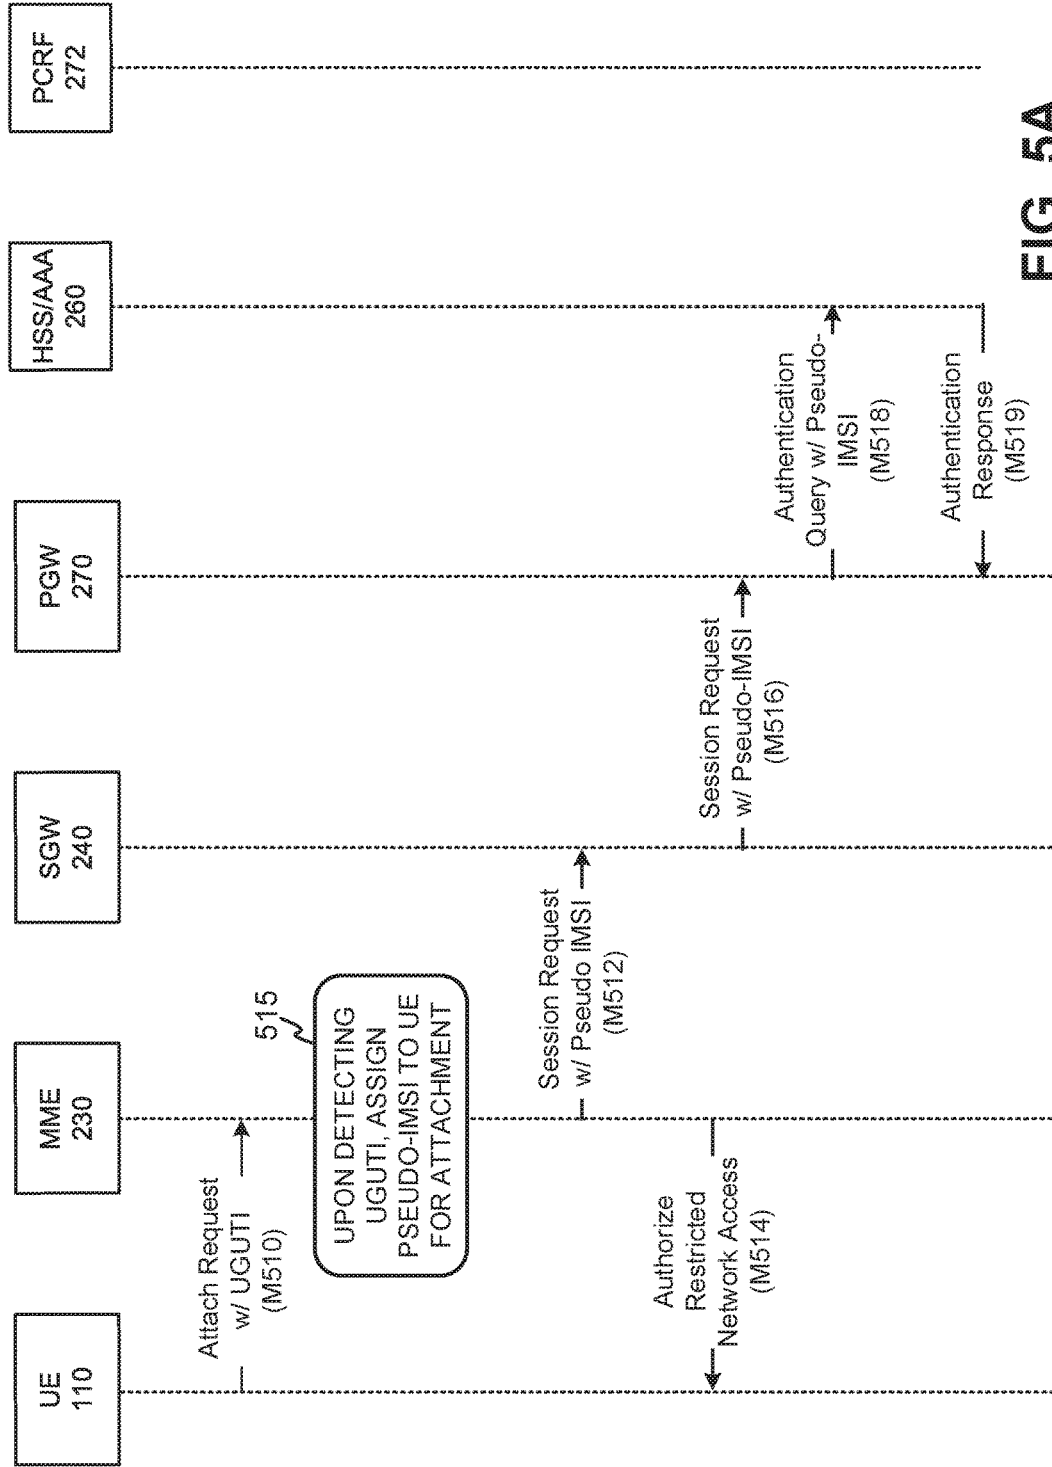 UE
110
MME
230
SGW
240
PGW
270
HSS/AAA
260
PCRF
272
Attach Request
w/ UGUTI
(M510)
515
UPON DETECTING
UGUTI, ASSIGN
PSEUDO-IMSI TO UE
FOR ATTACHMENT
Session Request
w/ Pseudo IMSI
(M512)
Authorize
Restricted
Network Access
(M514)
Session Request
w/ Pseudo-IMSI
(M516)
Authentication
Query w/ Pseudo-
IMSI
(M518)
Authentication
Response
(M519)
FIG. 5A